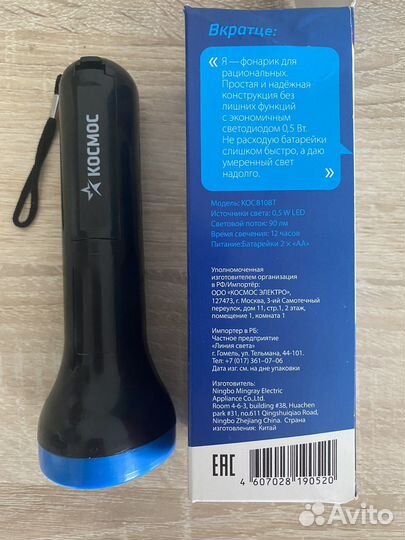 КОСМОС
Вкратце:
« Я — фонарик для
рациональных.
Простая и надёжная
конструкция без
лишних функций
с экономичным
светодиодом 0,5 Вт.
Не расходую батарейки
слишком быстро, а даю
умеренный свет
надолго. »
Модель: KOCB108T
Источники света: 0,5 W LED
Световой поток: 90 лм
Время свечения: 12 часов
Питание:Батарейки 2 × «АА»
Уполномоченная
изготовителем организация
в РФ/Импортёр:
ООО «КОСМОС ЭЛЕКТРО»,
127473, г. Москва, 3-ий Самотечный
переулок, дом 11, стр.1, 2 этаж,
помещение 1, комната 1
Импортер в РБ:
Частное предприятие
«Линия света»
г. Гомель, ул. Тельмана, 44-101.
Тел: +7 (017) 361–07–06
Дата изг. см. на дне упаковки
Изготовитель:
Ningbo Mingray Electric
Appliance Co,.Ltd.
Room 4-6-3, building #38, Huachen
park #31, no.611 Qingshuiqiao Road,
Ningbo Zhejiang China. Страна
изготовления: Китай
EAC
4 607028 190520
Avito